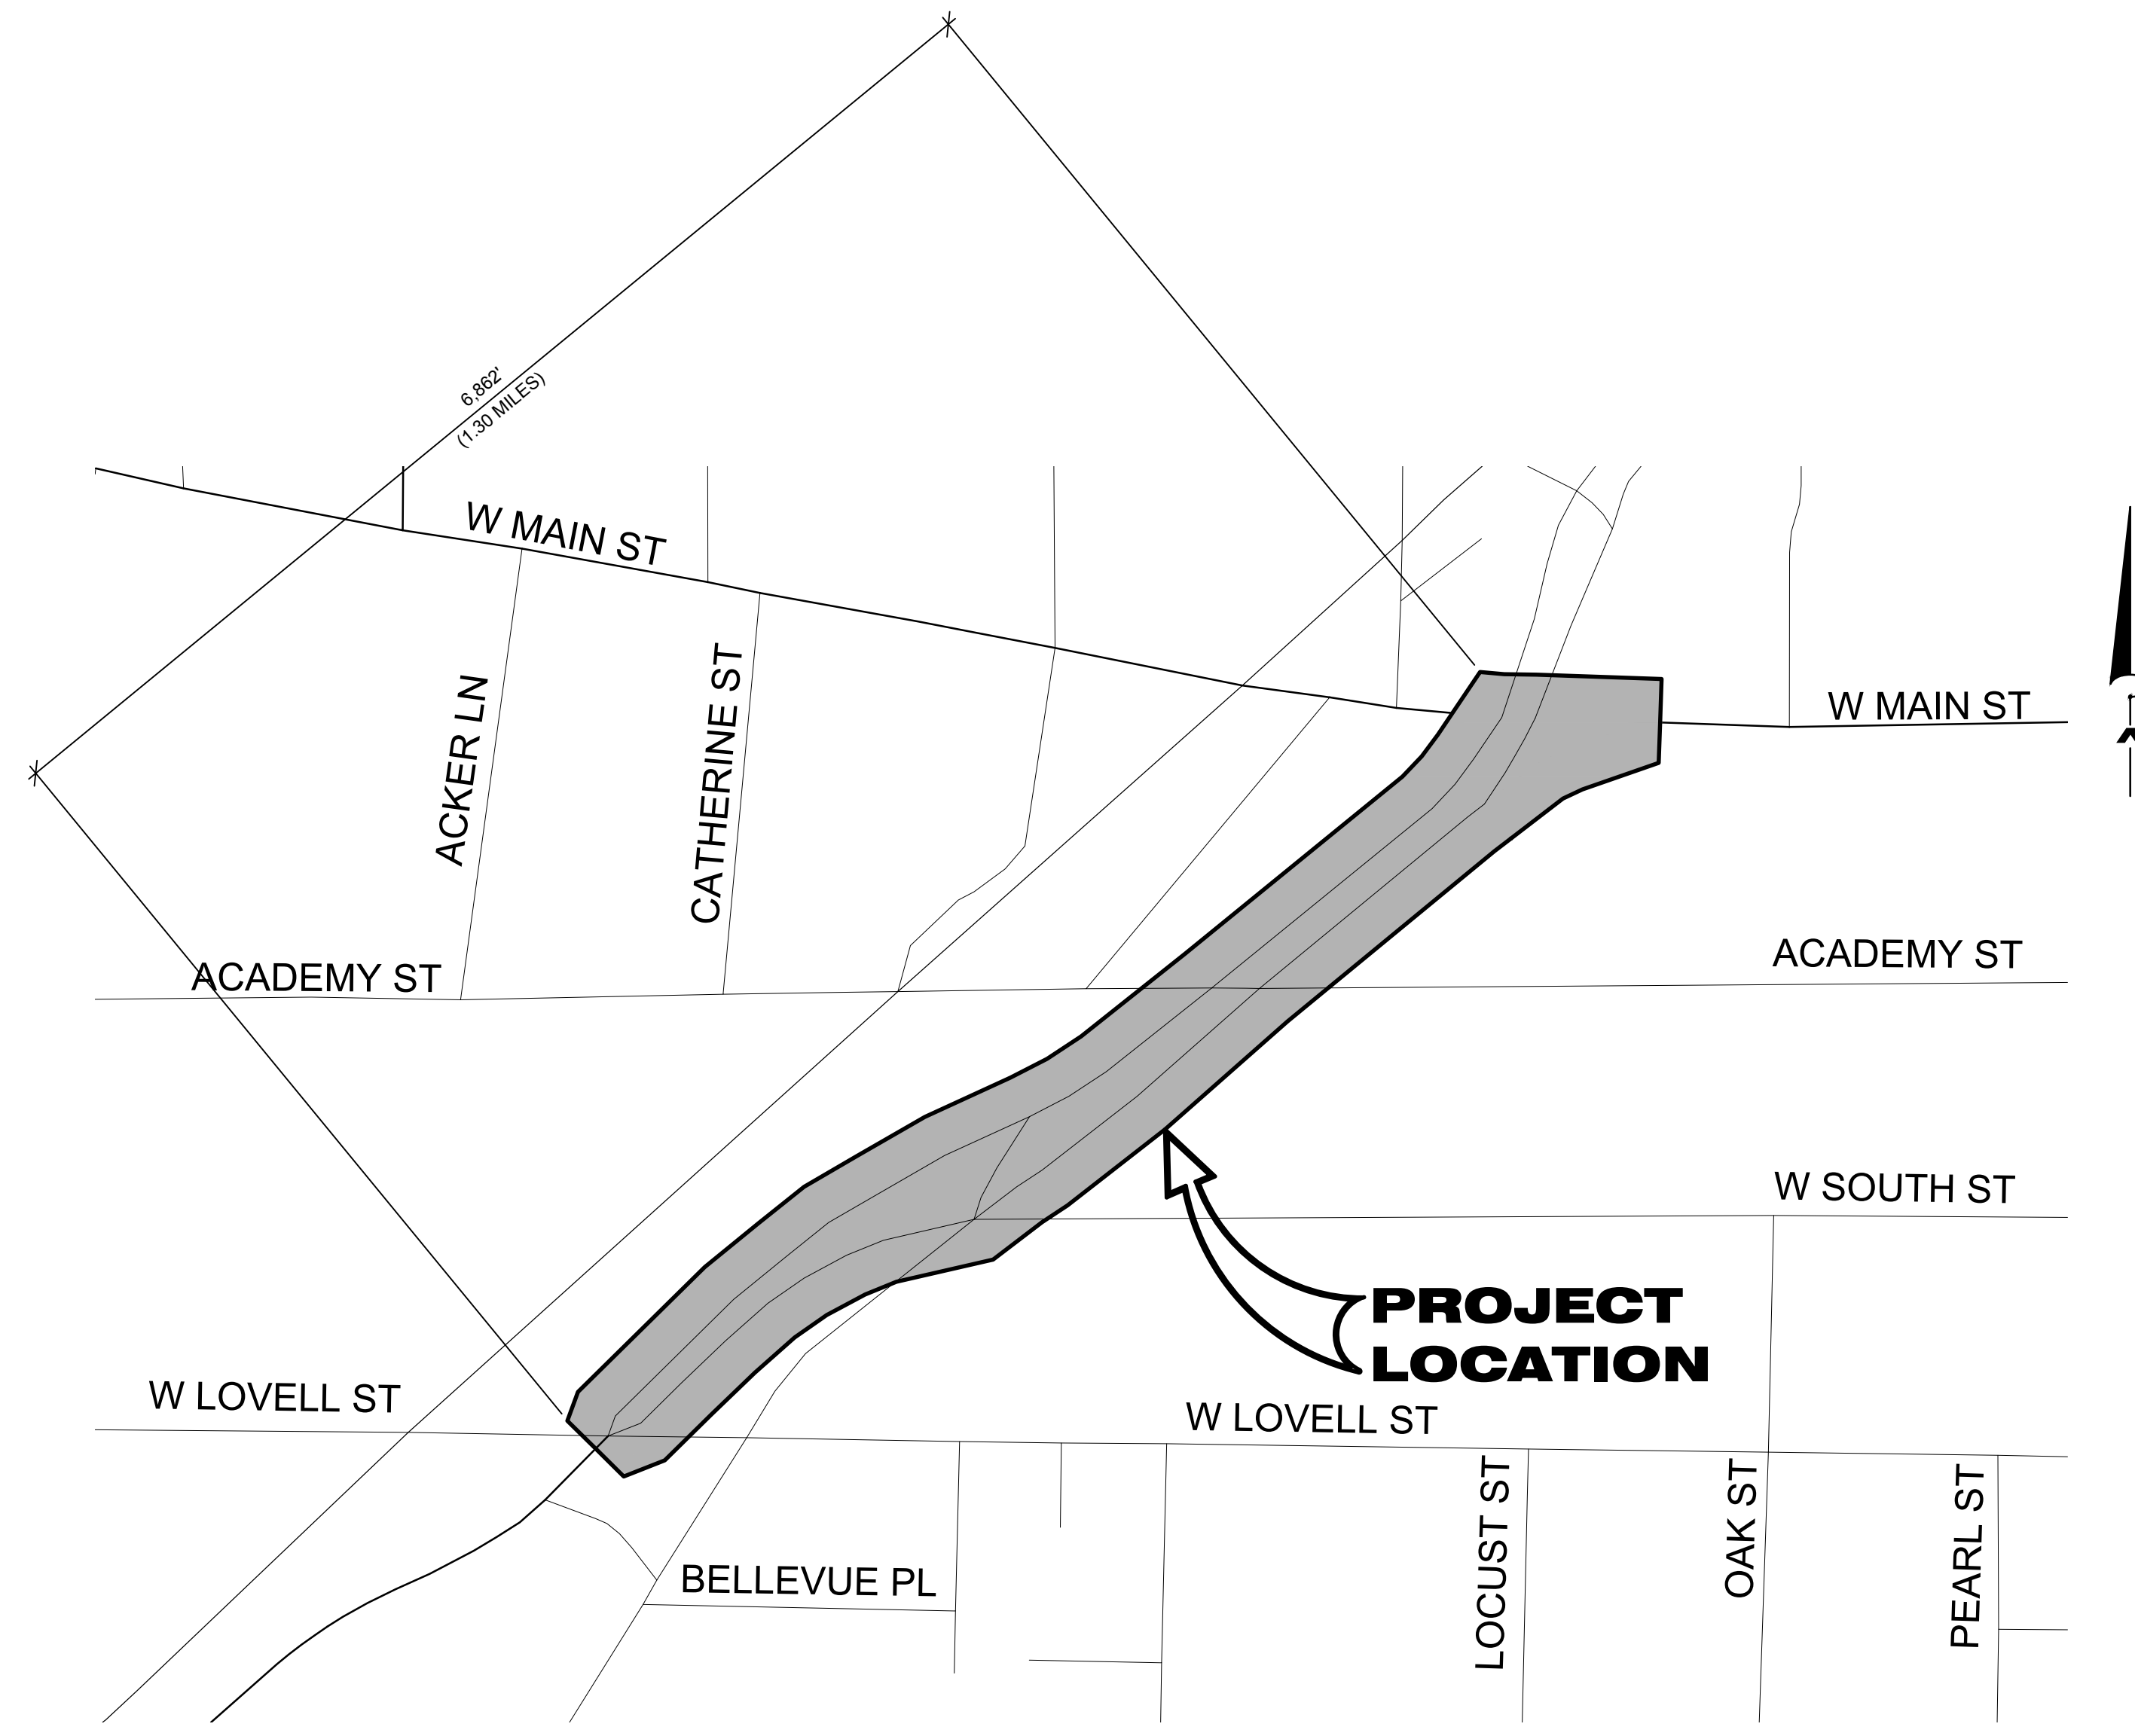 6,862'
(1.30 MILES)
W MAIN ST
ACKER LN
CATHERINE ST
W MAIN ST
ACADEMY ST
ACADEMY ST
W SOUTH ST
PROJECT
LOCATION
W LOVELL ST
W LOVELL ST
LOCUST ST
OAK ST
PEARL ST
BELLEVUE PL